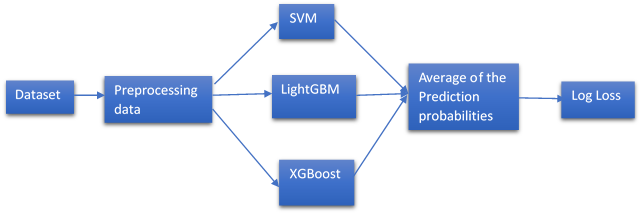 Dataset
Preprocessing
data
SVM
LightGBM
XGBoost
Average of the
Prediction
probabilities
Log Loss